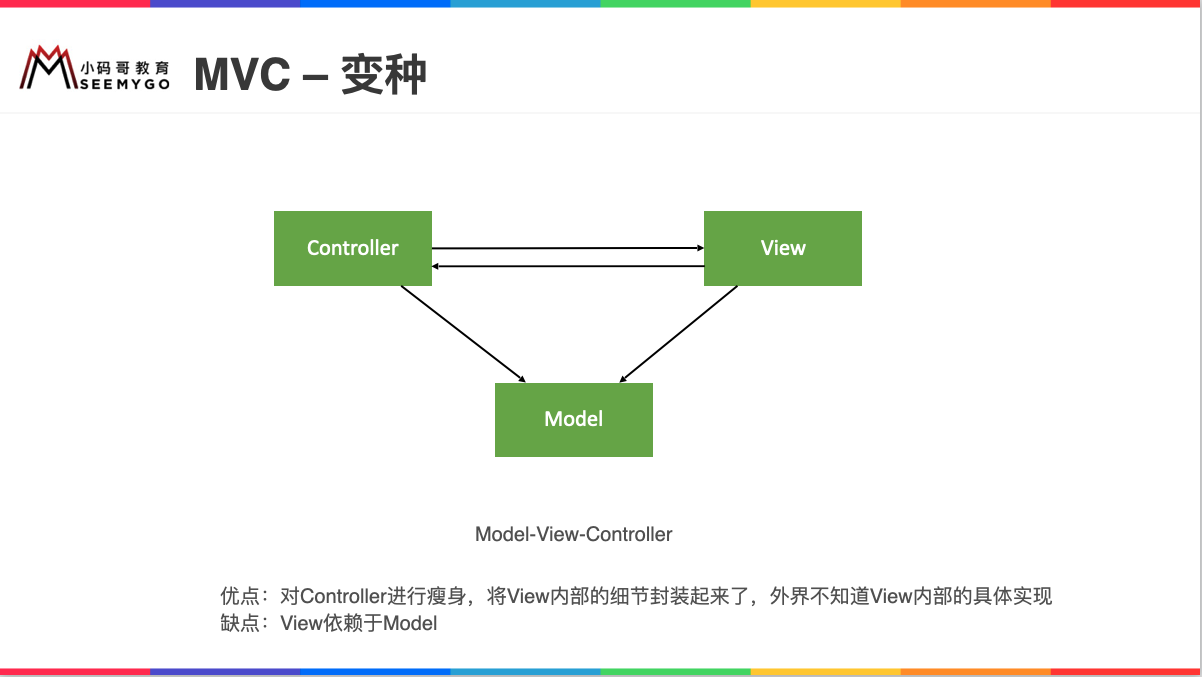 小码哥教育
SEEMYGO
MVC – 变种
Controller
View
Model
Model-View-Controller
优点：对Controller进行瘦身，将View内部的细节封装起来了，外界不知道View内部的具体实现
缺点：View依赖于Model